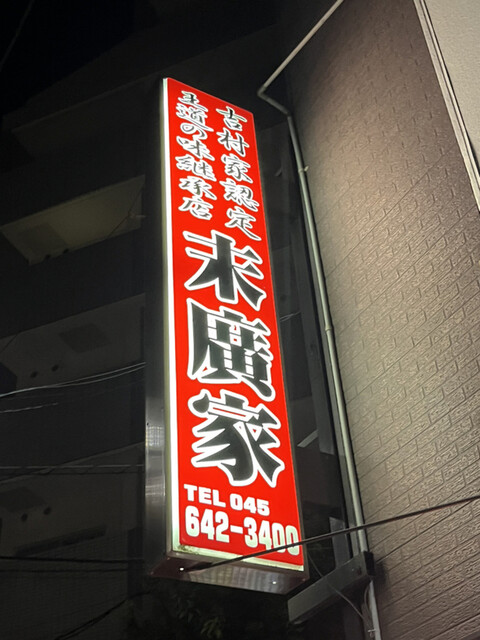 吉村家認定
王道の味継承店
末廣家
TEL 045
642-3400